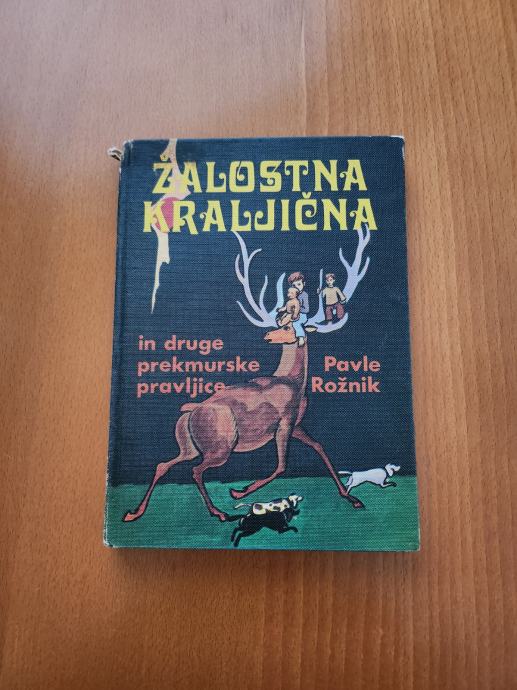 ŽALOSTNA
KRALJIČNA
in druge
prekmurske
pravljice
Pavle
Rožnik